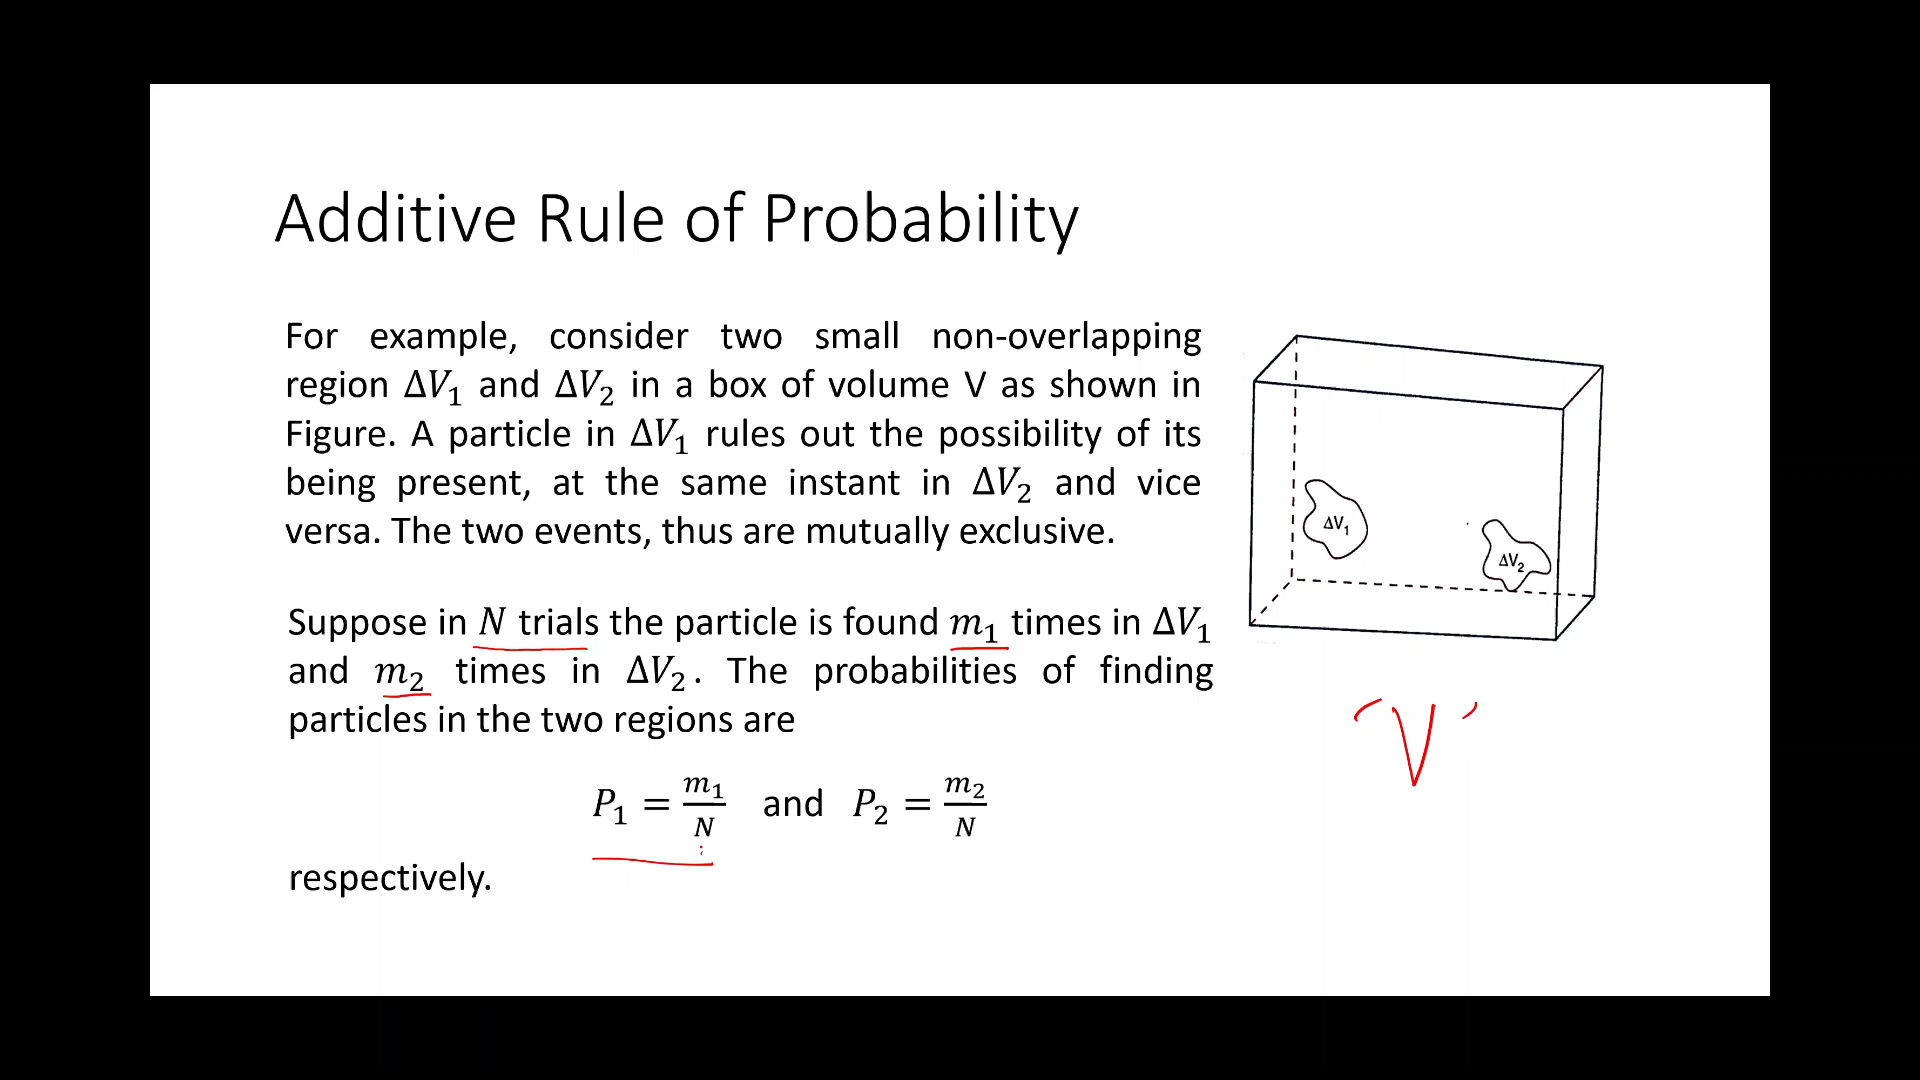 Additive Rule of Probability
For example, consider two small non-overlapping
region ΔV₁ and ΔV₂ in a box of volume V as shown in
Figure. A particle in ΔV₁ rules out the possibility of its
being present, at the same instant in ΔV₂ and vice
versa. The two events, thus are mutually exclusive.
ΔV₁
ΔV₂
Suppose in N trials the particle is found m₁ times in ΔV₁
and m₂ times in ΔV₂. The probabilities of finding
particles in the two regions are
'V'
P₁ = m₁/N and P₂ = m₂/N
respectively.